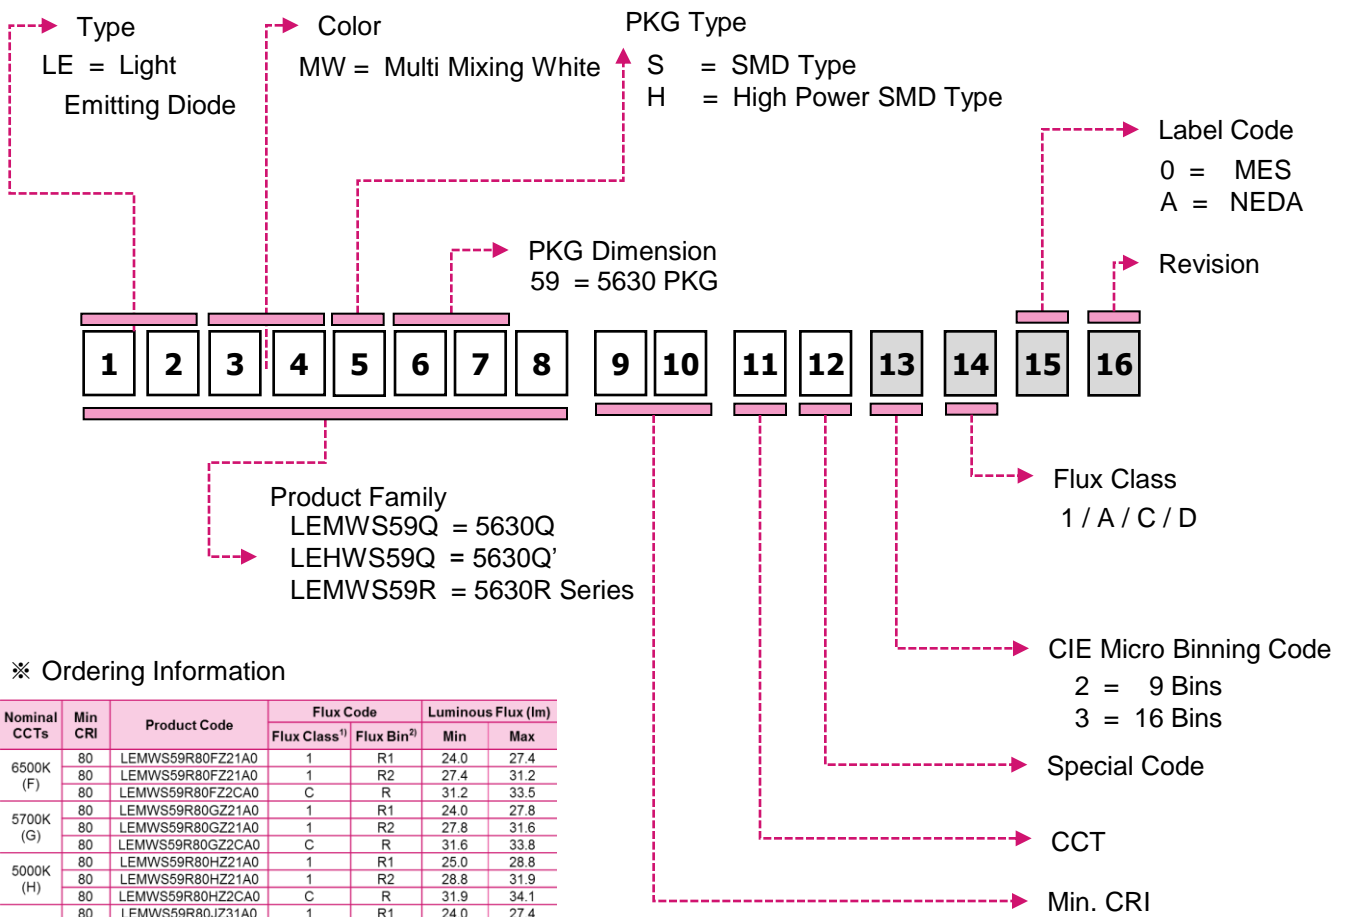 Type
LE = Light
Emitting Diode
Color
MW = Multi Mixing White
PKG Type
S = SMD Type
H = High Power SMD Type
Label Code
0 = MES
A = NEDA
PKG Dimension
59 = 5630 PKG
Revision
1 2 3 4 5 6 7 8 9 10 11 12 13 14 15 16
Product Family
LEMWS59Q = 5630Q
LEHWS59Q = 5630Q’
LEMWS59R = 5630R Series
Flux Class
1 / A / C / D
CIE Micro Binning Code
2 = 9 Bins
3 = 16 Bins
Special Code
CCT
Min. CRI
※ Ordering Information
Nominal CCTs Min CRI Product Code Flux Code Luminous Flux (lm)
Flux Class1) Flux Bin2) Min Max
6500K (F)
80 LEMWS59R80FZ21A0 1 R1 24.0 27.4
80 LEMWS59R80FZ21A0 1 R2 27.4 31.2
80 LEMWS59R80FZ2CA0 C R 31.2 33.5
5700K (G)
80 LEMWS59R80GZ21A0 1 R1 24.0 27.8
80 LEMWS59R80GZ21A0 1 R2 27.8 31.6
80 LEMWS59R80GZ2CA0 C R 31.6 33.8
5000K (H)
80 LEMWS59R80HZ21A0 1 R1 25.0 28.8
80 LEMWS59R80HZ21A0 1 R2 28.8 31.9
80 LEMWS59R80HZ2CA0 C R 31.9 34.1
80 LEMWS59R80JZ31A0 1 R1 24.0 27.4